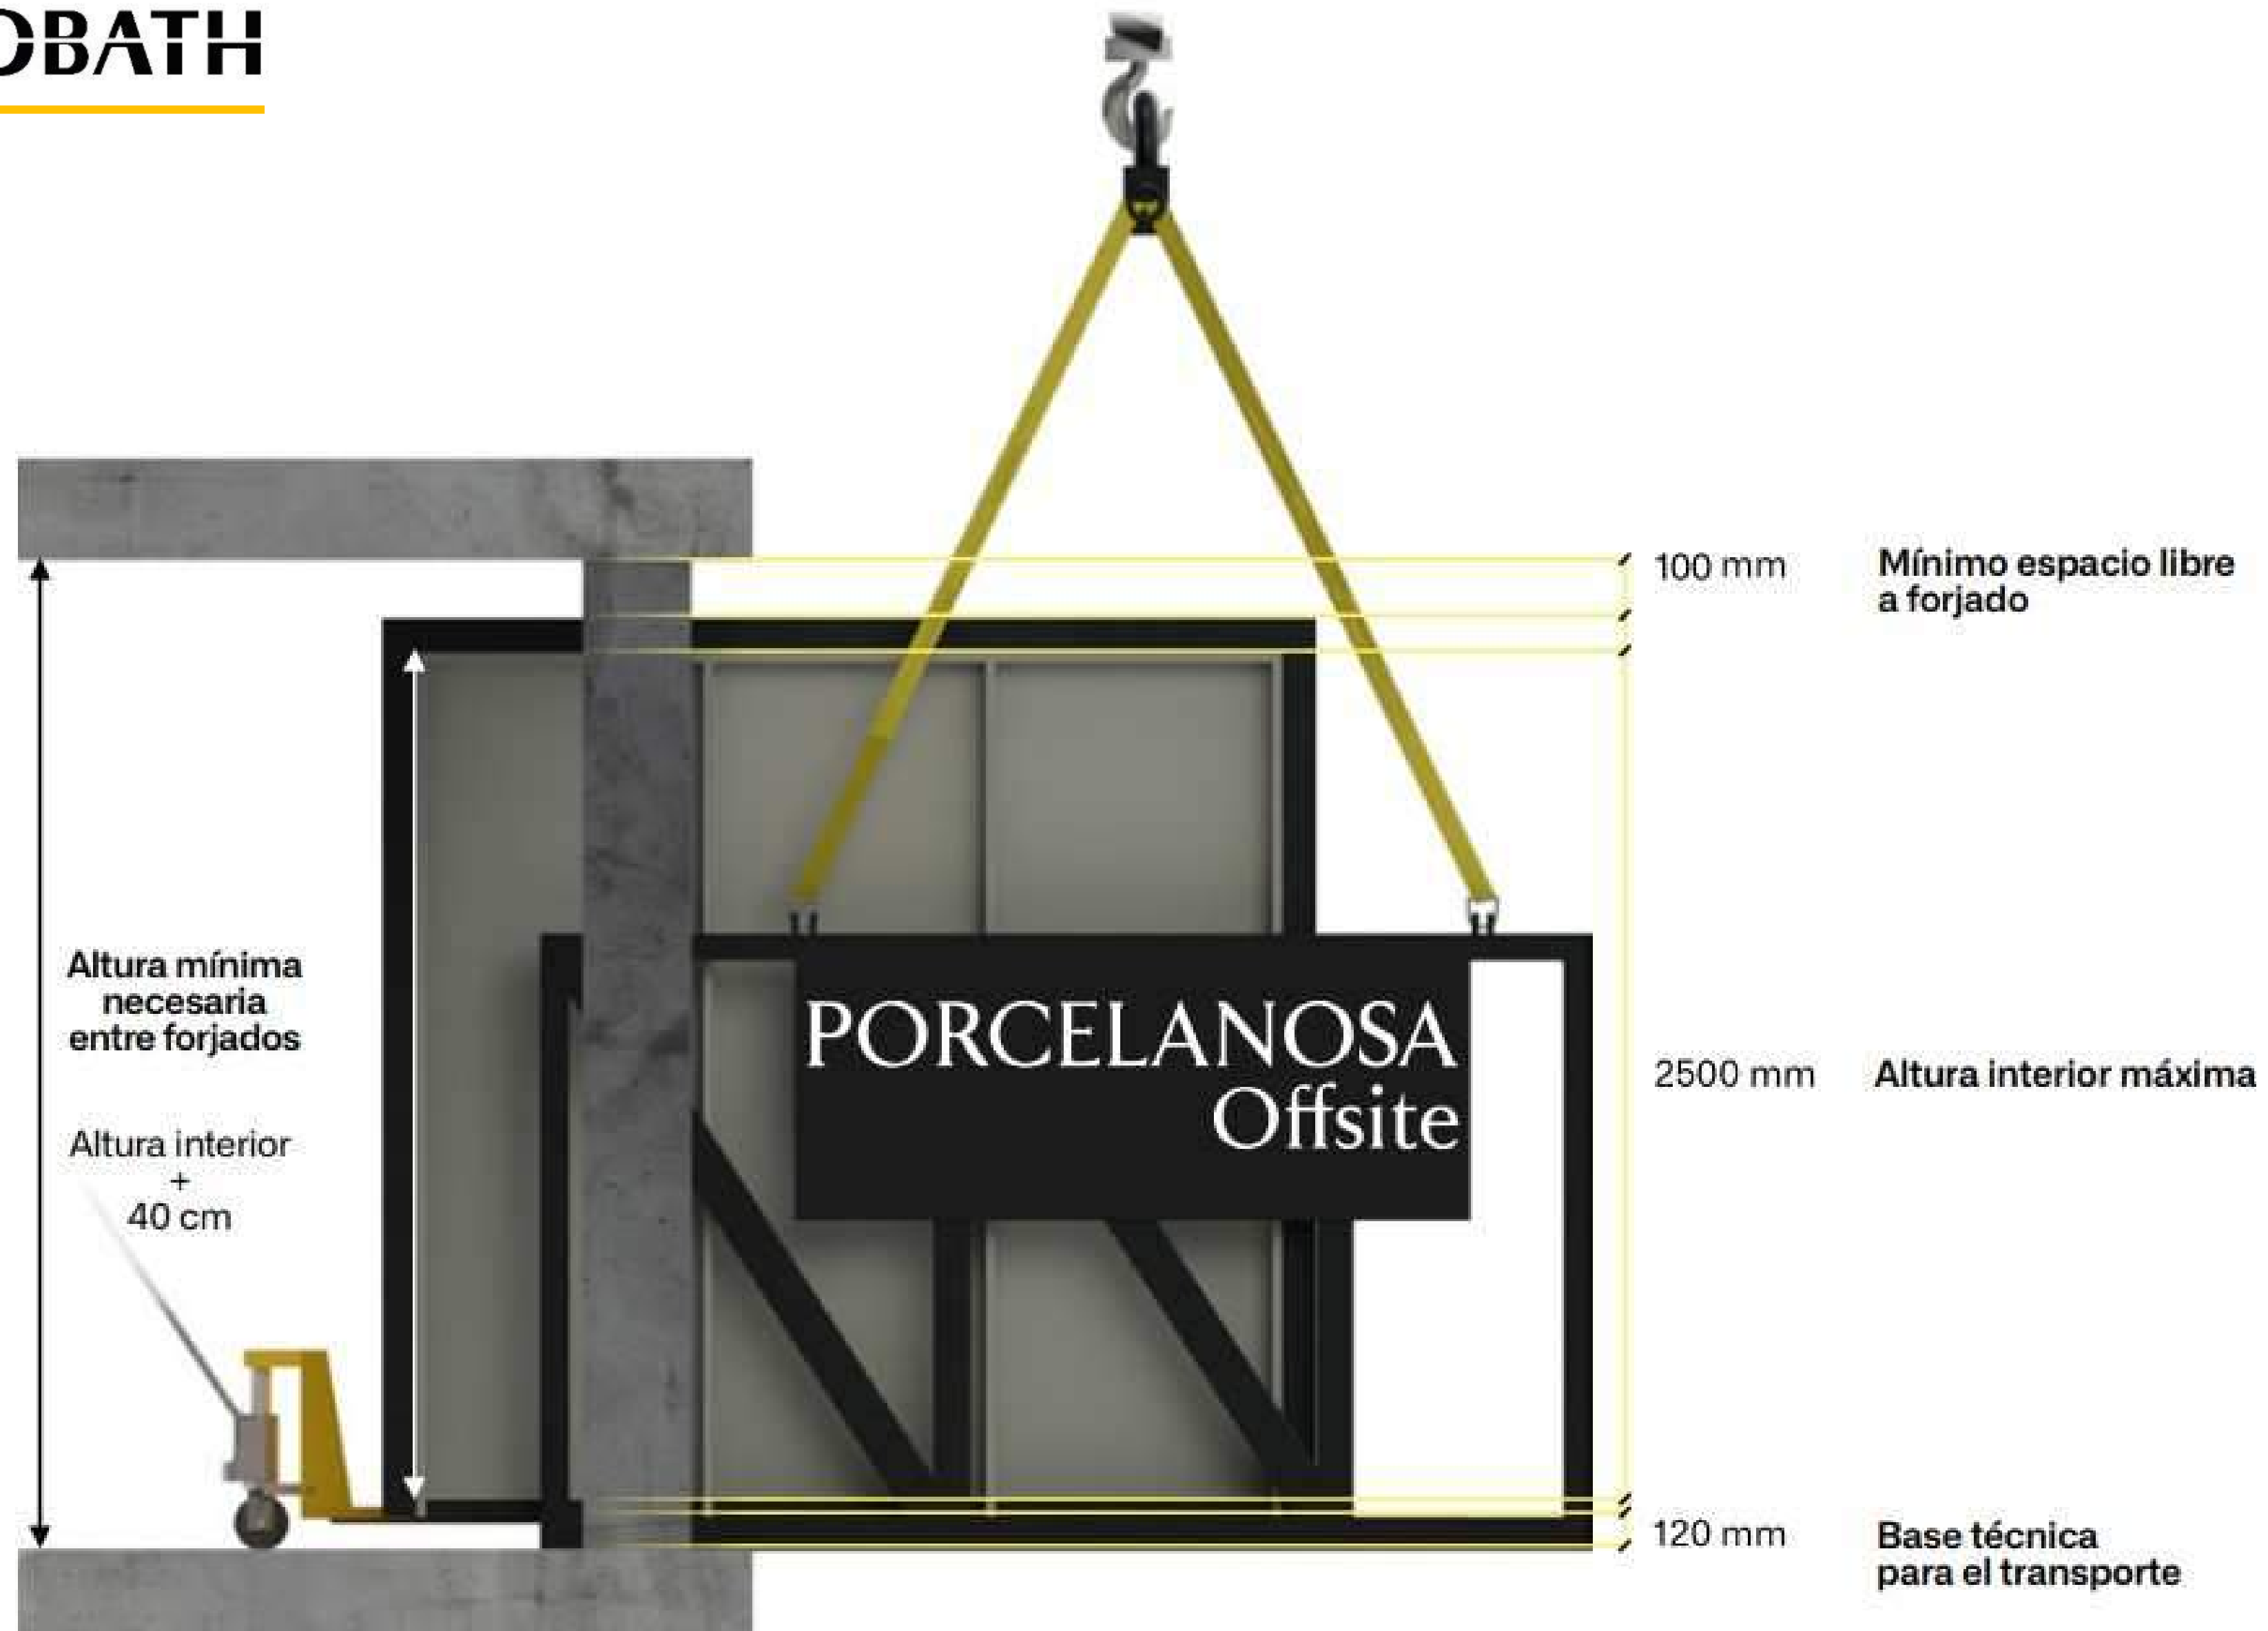 OBATH
100 mm
Mínimo espacio libre
a forjado
Altura mínima
necesaria
entre forjados
Altura interior
+
40 cm
PORCELANOSA
Offsite
2500 mm
Altura interior máxima
120 mm
Base técnica
para el transporte